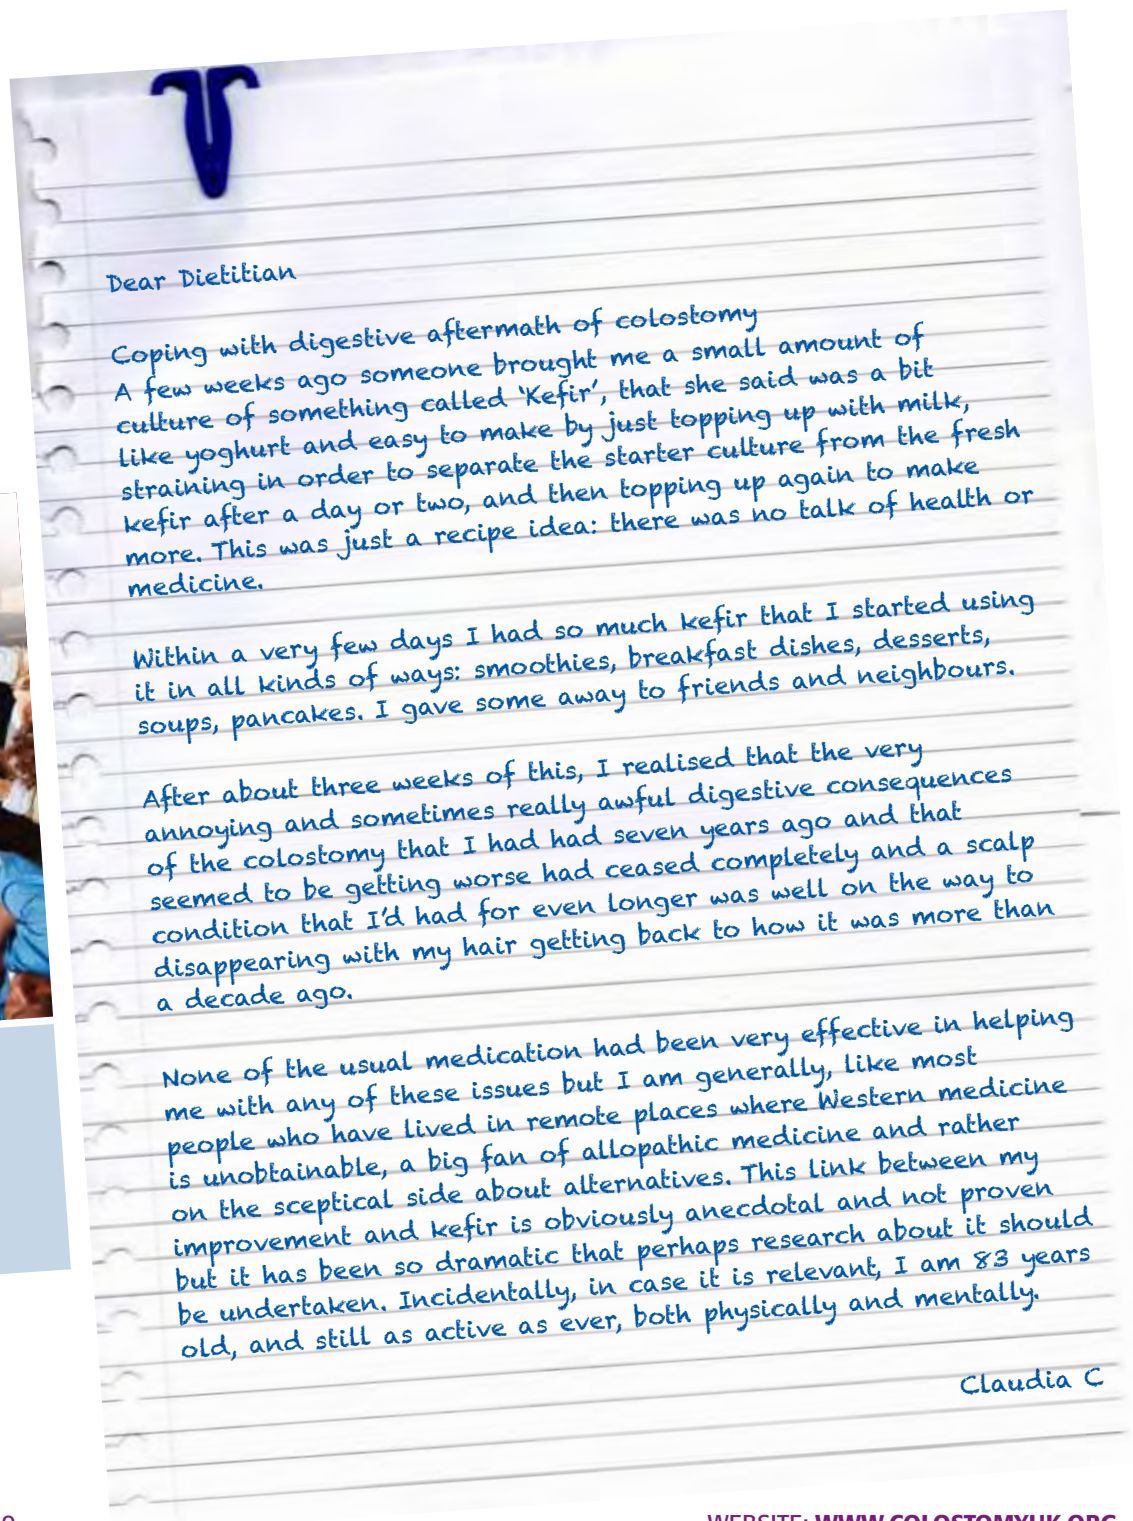 Dear Dietitian
Coping with digestive aftermath of colostomy
A few weeks ago someone brought me a small amount of
culture of something called ‘Kefir’, that she said was a bit
like yoghurt and easy to make by just topping up with milk,
straining in order to separate the starter culture from the fresh
kefir after a day or two, and then topping up again to make
more. This was just a recipe idea: there was no talk of health or
medicine.
Within a very few days I had so much kefir that I started using
it in all kinds of ways: smoothies, breakfast dishes, desserts,
soups, pancakes. I gave some away to friends and neighbours.
After about three weeks of this, I realised that the very
annoying and sometimes really awful digestive consequences
of the colostomy that I had had seven years ago and that
seemed to be getting worse had ceased completely and a scalp
condition that I’d had for even longer was well on the way to
disappearing with my hair getting back to how it was more than
a decade ago.
None of the usual medication had been very effective in helping
me with any of these issues but I am generally, like most
people who have lived in remote places where Western medicine
is unobtainable, a big fan of allopathic medicine and rather
on the sceptical side about alternatives. This link between my
improvement and kefir is obviously anecdotal and not proven
but it has been so dramatic that perhaps research about it should
be undertaken. Incidentally, in case it is relevant, I am 83 years
old, and still as active as ever, both physically and mentally.
Claudia C
WEBSITE: WWW.COLOSTOMYUK.ORG